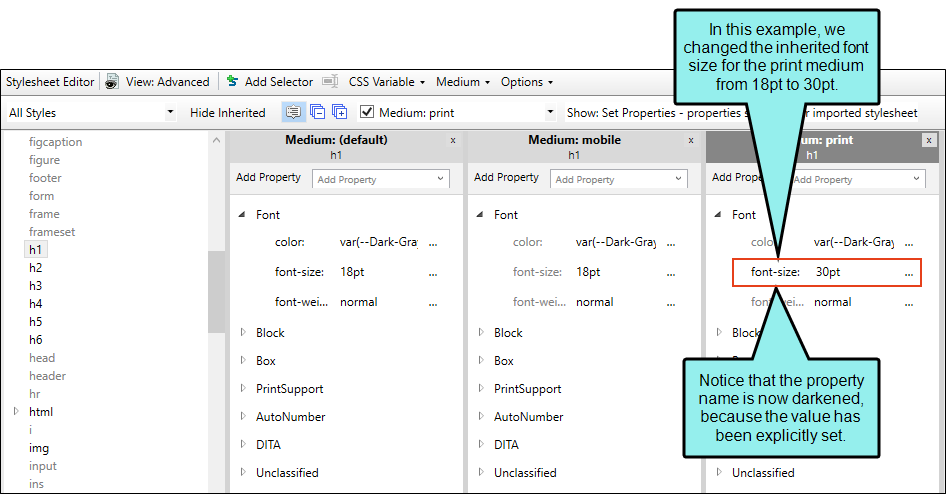 In this example, we
changed the inherited font
size for the print medium
from 18pt to 30pt.
Stylesheet Editor View: Advanced Add Selector CSS Variable Medium Options
All Styles Hide Inherited Medium: print Show: Set Properties - properties s r imported stylesheet
figcaption
figure
footer
form
frame
frameset
h1
h2
h3
h4
h5
h6
head
header
hr
html
i
img
input
ins
Medium: (default) x
h1
Add Property Add Property
Font
color: var(--Dark-Gray ...
font-size: 18pt ...
font-wei... normal ...
Block
Box
PrintSupport
AutoNumber
DITA
Unclassified
Medium: mobile x
h1
Add Property Add Property
Font
color: var(--Dark-Gray ...
font-size: 18pt ...
font-wei... normal ...
Block
Box
PrintSupport
AutoNumber
DITA
Unclassified
um: print x
h1
Add Property
Font
colo var(--Dark-Gray ...
font-size: 30pt ...
font- wei... normal ...
Block
Box
Unclassified
Notice that the property
name is now darkened,
because the value has
been explicitly set.